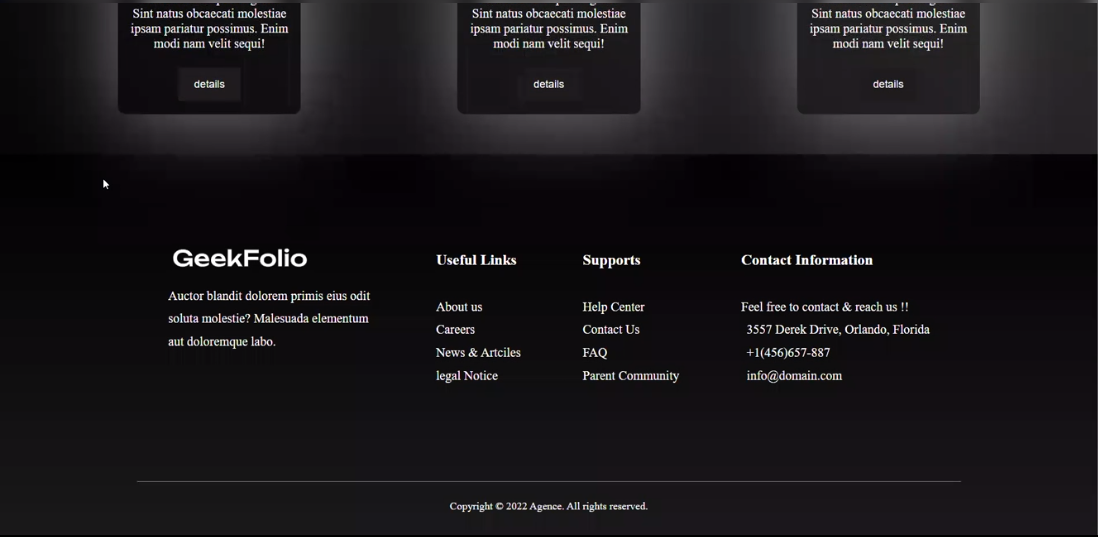 Sint natus obcaecati molestiae
ipsam pariatur possimus. Enim
modi nam velit sequi!
details
Sint natus obcaecati molestiae
ipsam pariatur possimus. Enim
modi nam velit sequi!
details
Sint natus obcaecati molestiae
ipsam pariatur possimus. Enim
modi nam velit sequi!
details
GeekFolio
Auctor blandit dolorem primis eius odit
soluta molestie? Malesuada elementum
aut doloremque labo.
Useful Links
About us
Careers
News & Artciles
legal Notice
Supports
Help Center
Contact Us
FAQ
Parent Community
Contact Information
Feel free to contact & reach us !!
3557 Derek Drive, Orlando, Florida
+1(456)657-887
info@domain.com
Copyright © 2022 Agence. All rights reserved.